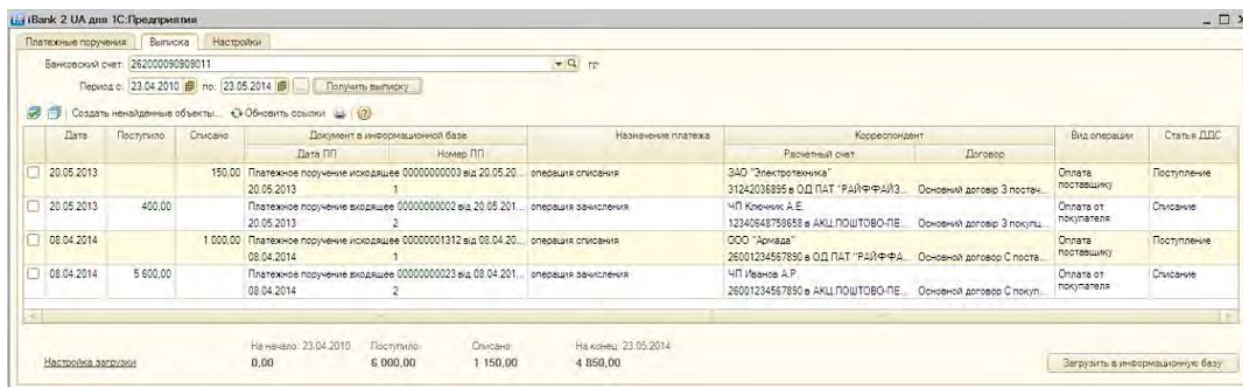 iBank 2 UA для 1С:Предприятия
Платежные поручения Выписка Настройки
Банковский счет: 262000090909011 гр
Период с: 23.04.2010 по: 23.05.2014 ... Получить выписку
Создать ненайденные объекты... Обновить ссылки
Дата Поступило Списано Документ в информационной базе Назначение платежа Корреспондент Вид операции Статья ДДС
Дата ПП Номер ПП Расчетный счет Договор
20.05.2013 150,00 Платежное поручение исходящее 00000000003 від 20.05.20... операция списания ЗАО "Электротехника" Оплата поставщику Поступление
20.05.2013 1 31242036895 в ОД ПАТ "РАЙФФАЙЗ... Основний договір З постач...
20.05.2013 400,00 Платежное поручение входящее 00000000002 від 20.05.201... операция зачисления ЧП Ключник А.Е. Оплата от покупателя Списание
20.05.2013 2 12340648758658 в АКЦ.ПОШТОВО-ПЕ... Основний договір З покупц...
08.04.2014 1 000,00 Платежное поручение исходящее 00000001312 від 08.04.20... операция списания ООО "Армада" Оплата поставщику Поступление
08.04.2014 1 26001234567890 в ОД ПАТ "РАЙФФА... Основной договор С поста...
08.04.2014 5 600,00 Платежное поручение входящее 00000000023 від 08.04.201... операция зачисления ЧП Иванов А.Р. Оплата от покупателя Списание
08.04.2014 2 26001234567890 в АКЦ.ПОШТОВО-ПЕ... Основной договор С покуп...
На начало: 23.04.2010 Поступило: Списано: На конец: 23.05.2014
Настройка загрузки 0,00 6 000,00 1 150,00 4 850,00 Загрузить в информационную базу